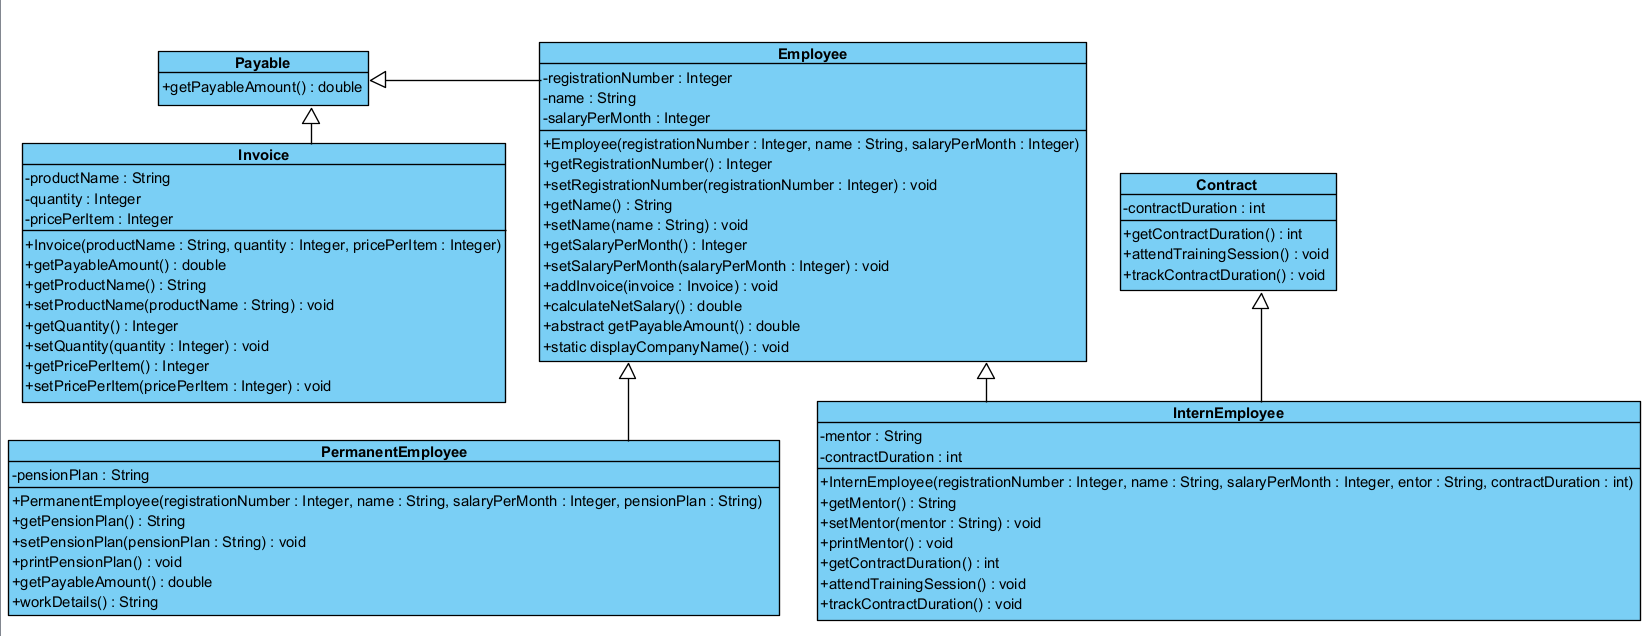 Payable
+getPayableAmount() : double
Employee
-registrationNumber : Integer
-name : String
-salaryPerMonth : Integer
+Employee(registrationNumber : Integer, name : String, salaryPerMonth : Integer)
+getRegistrationNumber() : Integer
+setRegistrationNumber(registrationNumber : Integer) : void
+getName() : String
+setName(name : String) : void
+getSalaryPerMonth() : Integer
+setSalaryPerMonth(salaryPerMonth : Integer) : void
+addInvoice(invoice : Invoice) : void
+calculateNetSalary() : double
+abstract getPayableAmount() : double
+static displayCompanyName() : void
Invoice
-productName : String
-quantity : Integer
-pricePerItem : Integer
+Invoice(productName : String, quantity : Integer, pricePerItem : Integer)
+getPayableAmount() : double
+getProductName() : String
+setProductName(productName : String) : void
+getQuantity() : Integer
+setQuantity(quantity : Integer) : void
+getPricePerItem() : Integer
+setPricePerItem(pricePerItem : Integer) : void
Contract
-contractDuration : int
+getContractDuration() : int
+attendTrainingSession() : void
+trackContractDuration() : void
PermanentEmployee
-pensionPlan : String
+PermanentEmployee(registrationNumber : Integer, name : String, salaryPerMonth : Integer, pensionPlan : String)
+getPensionPlan() : String
+setPensionPlan(pensionPlan : String) : void
+printPensionPlan() : void
+getPayableAmount() : double
+workDetails() : String
InternEmployee
-mentor : String
-contractDuration : int
+InternEmployee(registrationNumber : Integer, name : String, salaryPerMonth : Integer, entor : String, contractDuration : int)
+getMentor() : String
+setMentor(mentor : String) : void
+printMentor() : void
+getContractDuration() : int
+attendTrainingSession() : void
+trackContractDuration() : void